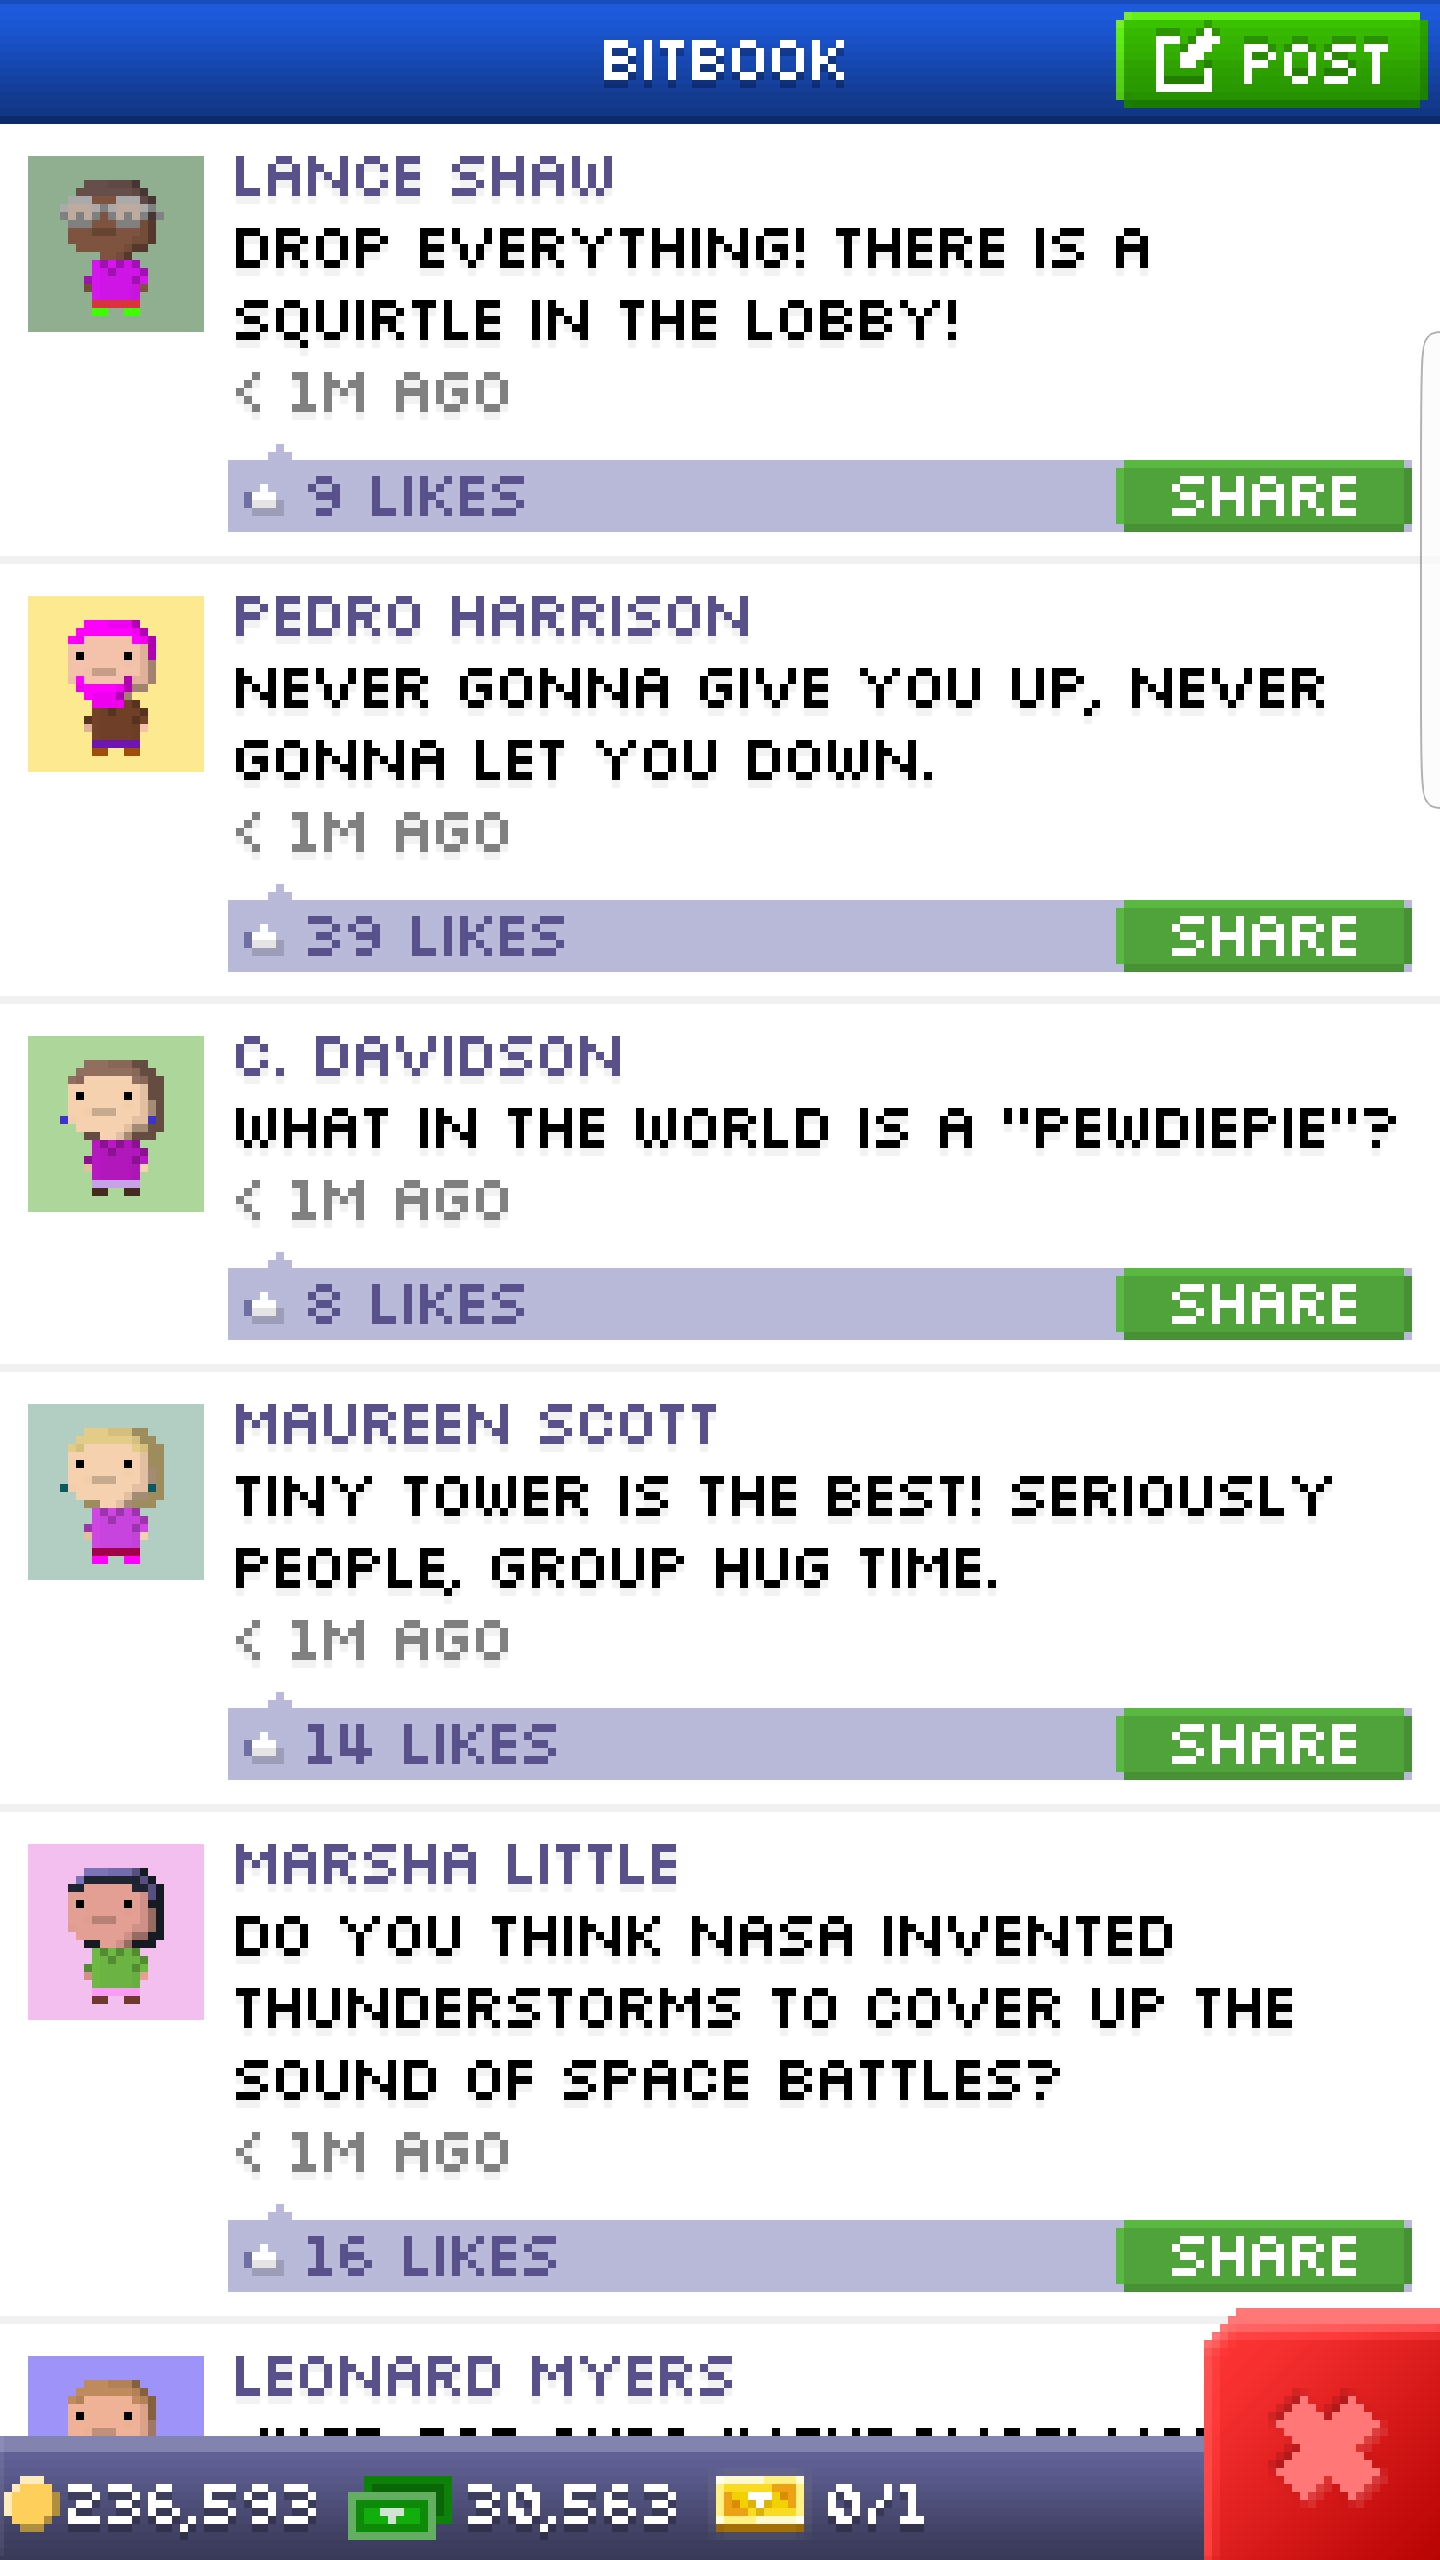 BITBOOK
POST
LANCE SHAW
DROP EVERYTHING! THERE IS A
SQUIRTLE IN THE LOBBY!
< 1M AGO
9 LIKES
SHARE
PEDRO HARRISON
NEVER GONNA GIVE YOU UP, NEVER
GONNA LET YOU DOWN.
< 1M AGO
39 LIKES
SHARE
C. DAVIDSON
WHAT IN THE WORLD IS A "PEWDIEPIE"?
< 1M AGO
8 LIKES
SHARE
MAUREEN SCOTT
TINY TOWER IS THE BEST! SERIOUSLY
PEOPLE, GROUP HUG TIME.
< 1M AGO
14 LIKES
SHARE
MARSHA LITTLE
DO YOU THINK NASA INVENTED
THUNDERSTORMS TO COVER UP THE
SOUND OF SPACE BATTLES?
< 1M AGO
16 LIKES
SHARE
LEONARD MYERS
236,593
30,563
0/1